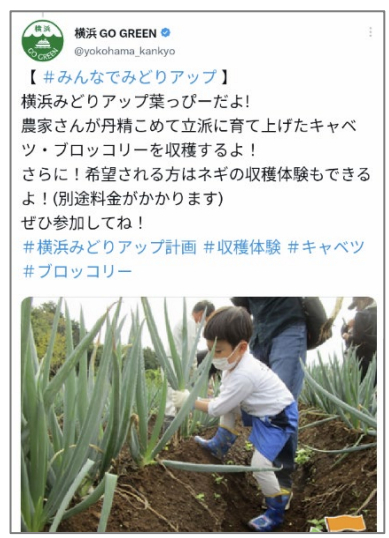 横浜
GO GREEN
横浜 GO GREEN
@yokohama_kankyo
【 #みんなでみどりアップ 】
横浜みどりアップ葉っぴーだよ!
農家さんが丹精こめて立派に育て上げたキャベ
ツ・ブロッコリーを収穫するよ！
さらに！希望される方はネギの収穫体験もできる
よ！(別途料金がかかります)
ぜひ参加してね！
#横浜みどりアップ計画 #収穫体験 #キャベツ
#ブロッコリー